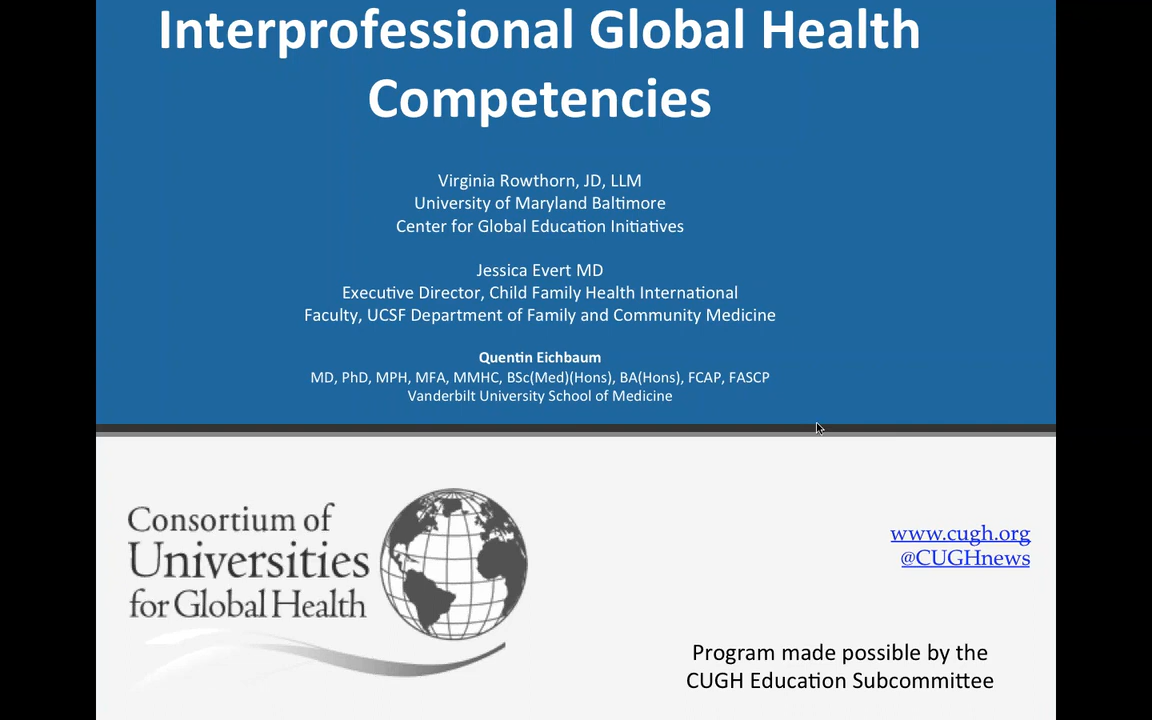 Interprofessional Global Health
Competencies
Virginia Rowthorn, JD, LLM
University of Maryland Baltimore
Center for Global Education Initiatives
Jessica Evert MD
Executive Director, Child Family Health International
Faculty, UCSF Department of Family and Community Medicine
Quentin Eichbaum
MD, PhD, MPH, MFA, MMHC, BSc(Med)(Hons), BA(Hons), FCAP, FASCP
Vanderbilt University School of Medicine
Consortium of
Universities
for Global Health
www.cugh.org
@CUGHnews
Program made possible by the
CUGH Education Subcommittee